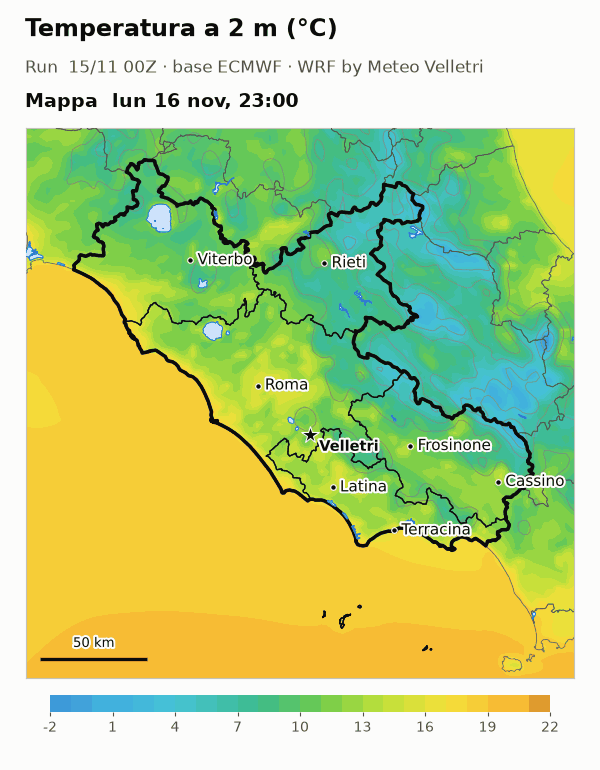 Temperatura a 2 m (°C)
Run  15/11 00Z · base ECMWF · WRF by Meteo Velletri
Mappa  lun 16 nov, 23:00
Viterbo
Rieti
Roma
Velletri
Frosinone
Cassino
Latina
Terracina
50 km
-2 1 4 7 10 13 16 19 22